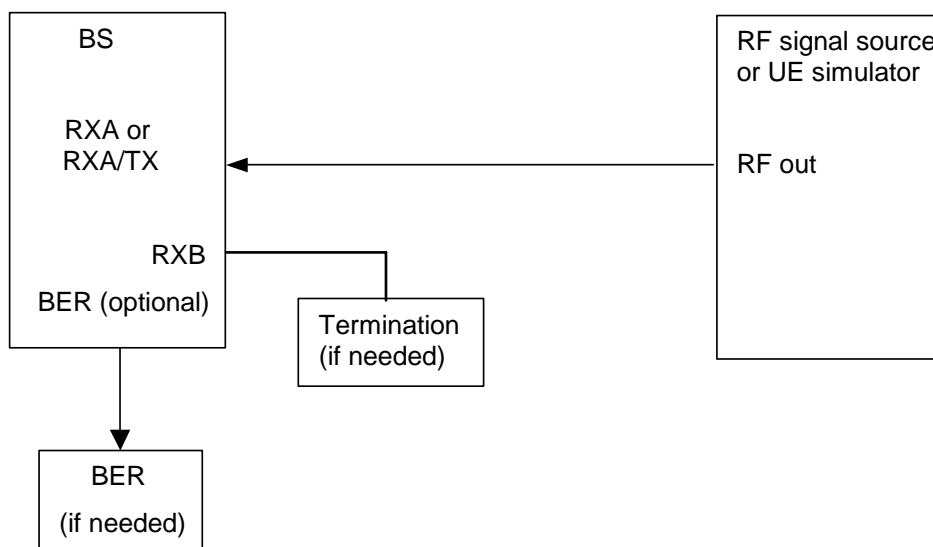 BS
RXA or
RXA/TX
RXB
BER (optional)
BER
(if needed)
Termination
(if needed)
RF signal source
or UE simulator
RF out